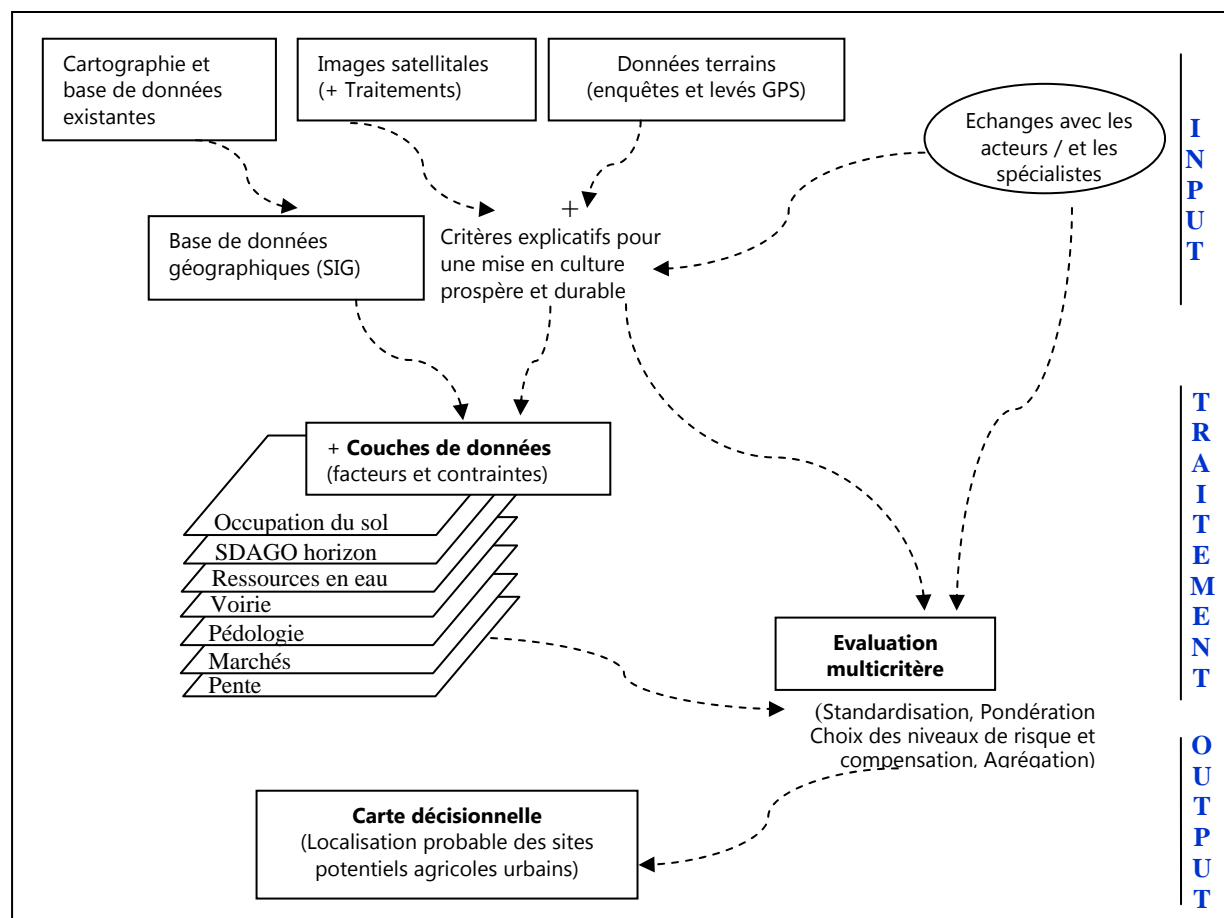 Cartographie et
base de données
existantes
Images satellitales
(+ Traitements)
Données terrains
(enquêtes et levés GPS)
Echanges avec les
acteurs / et les
spécialistes
INPUT
Base de données
géographiques (SIG)
+
Critères explicatifs pour
une mise en culture
prospère et durable
+ Couches de données
(facteurs et contraintes)
Occupation du sol
SDAGO horizon
Ressources en eau
Voirie
Pédologie
Marchés
Pente
TRAITEMENT
Evaluation
multicritère
(Standardisation, Pondération
Choix des niveaux de risque et
compensation, Agrégation)
Carte décisionnelle
(Localisation probable des sites
potentiels agricoles urbains)
OUTPUT